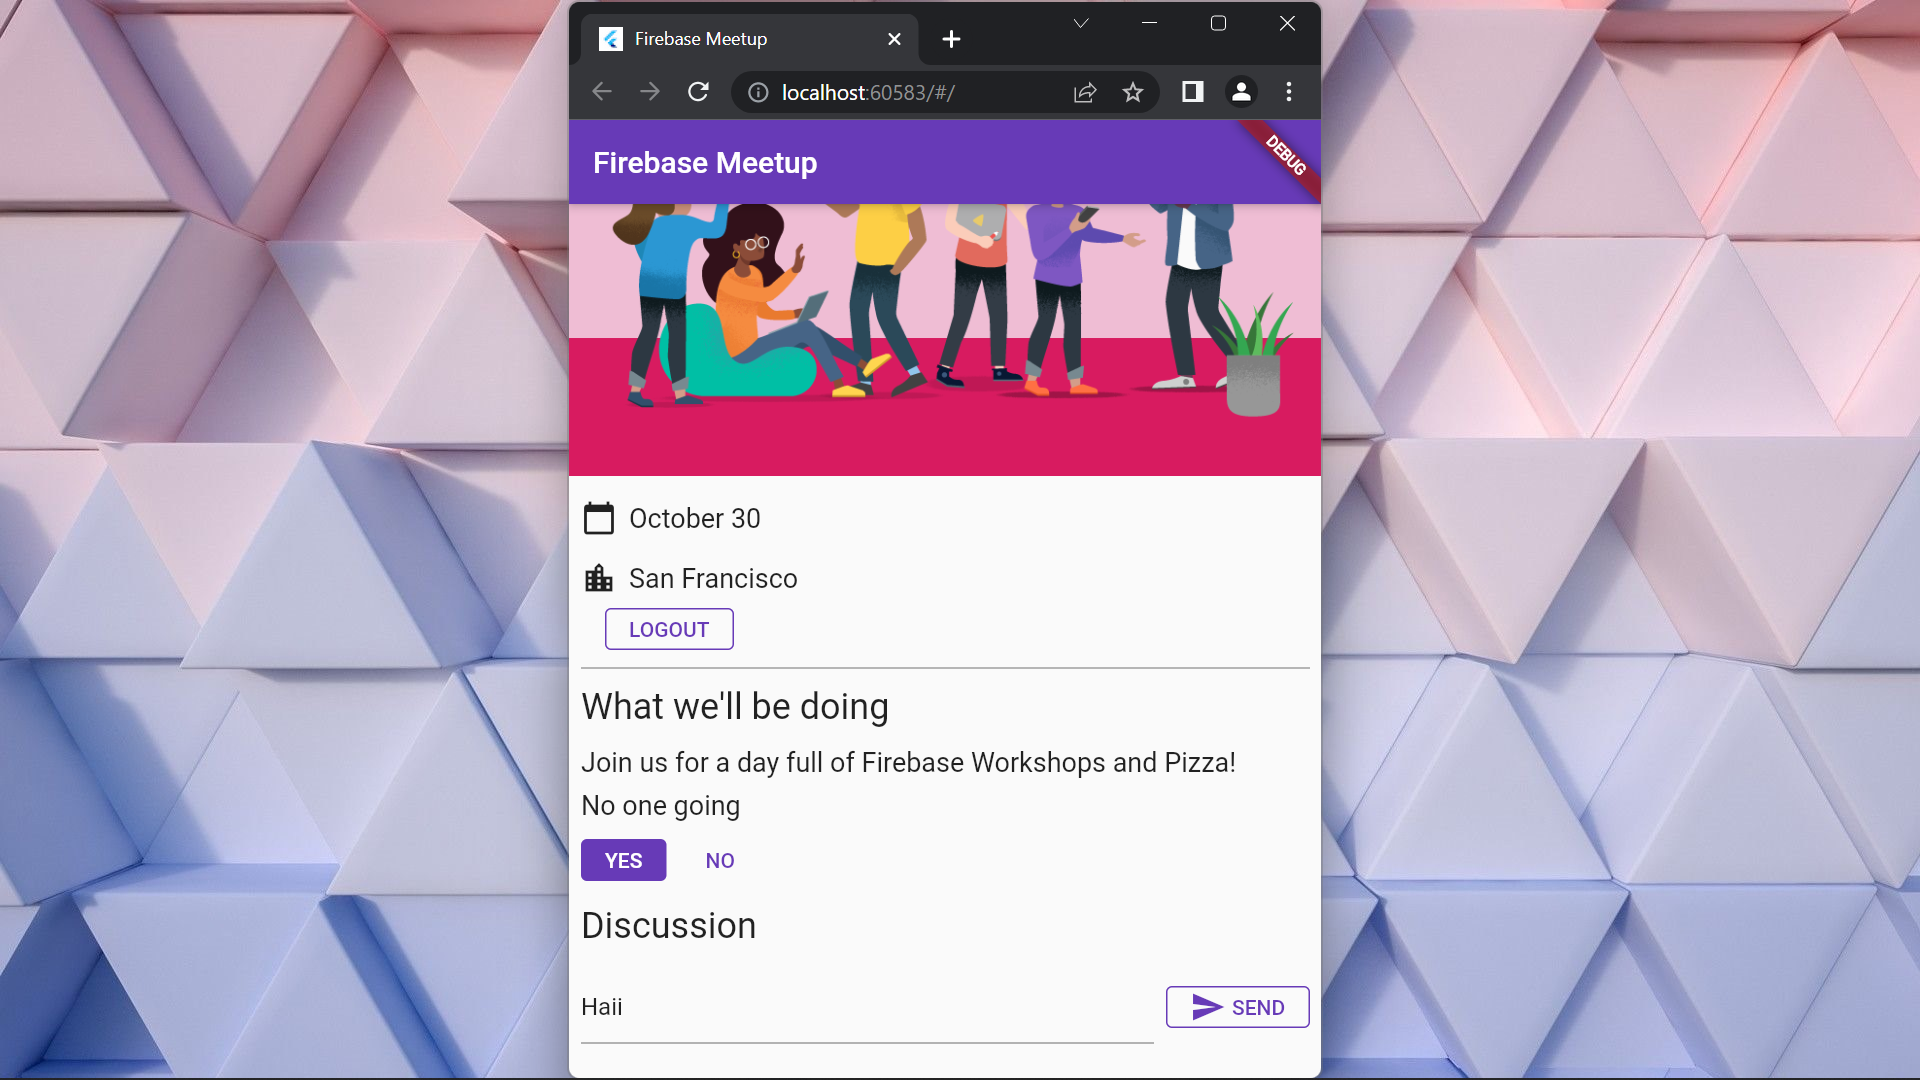 Firebase Meetup
localhost:60583/#/
Firebase Meetup
DEBUG
October 30
San Francisco
LOGOUT
What we'll be doing
Join us for a day full of Firebase Workshops and Pizza!
No one going
YES NO
Discussion
Haii
SEND